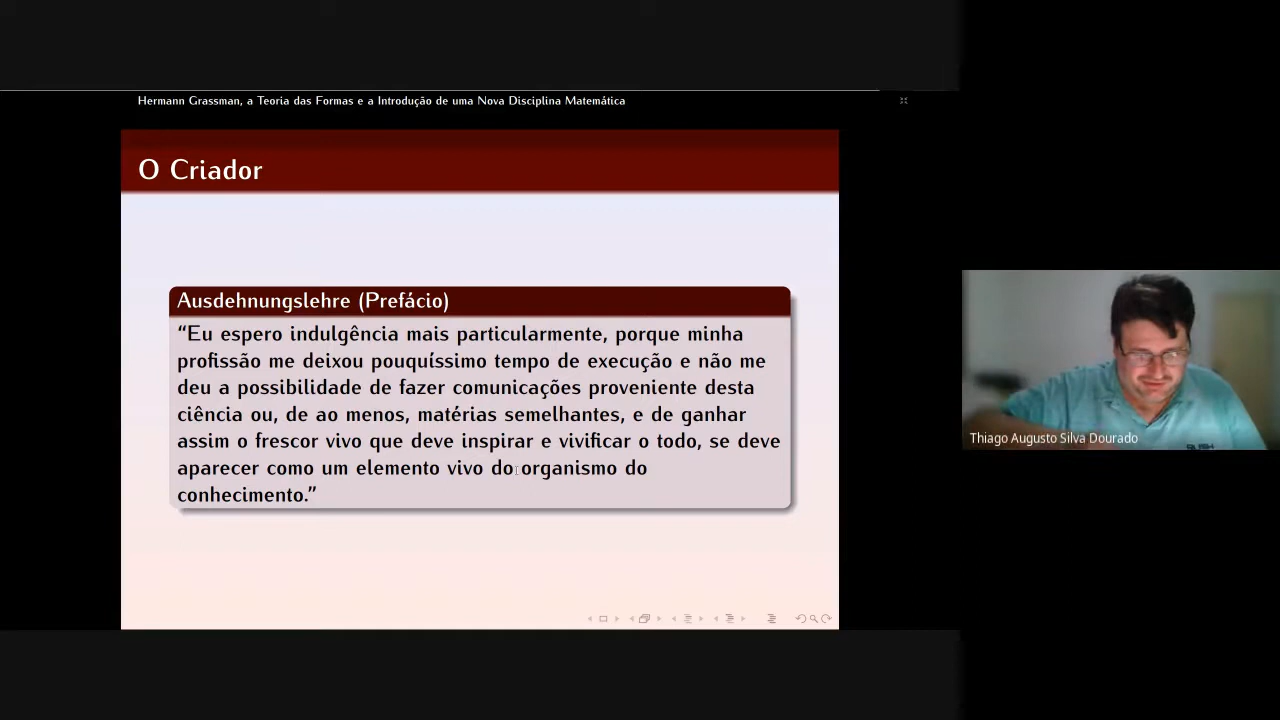 Hermann Grassman, a Teoria das Formas e a Introdução de uma Nova Disciplina Matemática
O Criador
Ausdehnungslehre (Prefácio)
“Eu espero indulgência mais particularmente, porque minha
profissão me deixou pouquíssimo tempo de execução e não me
deu a possibilidade de fazer comunicações proveniente desta
ciência ou, de ao menos, matérias semelhantes, e de ganhar
assim o frescor vivo que deve inspirar e vivificar o todo, se deve
aparecer como um elemento vivo do organismo do
conhecimento.”
Thiago Augusto Silva Dourado